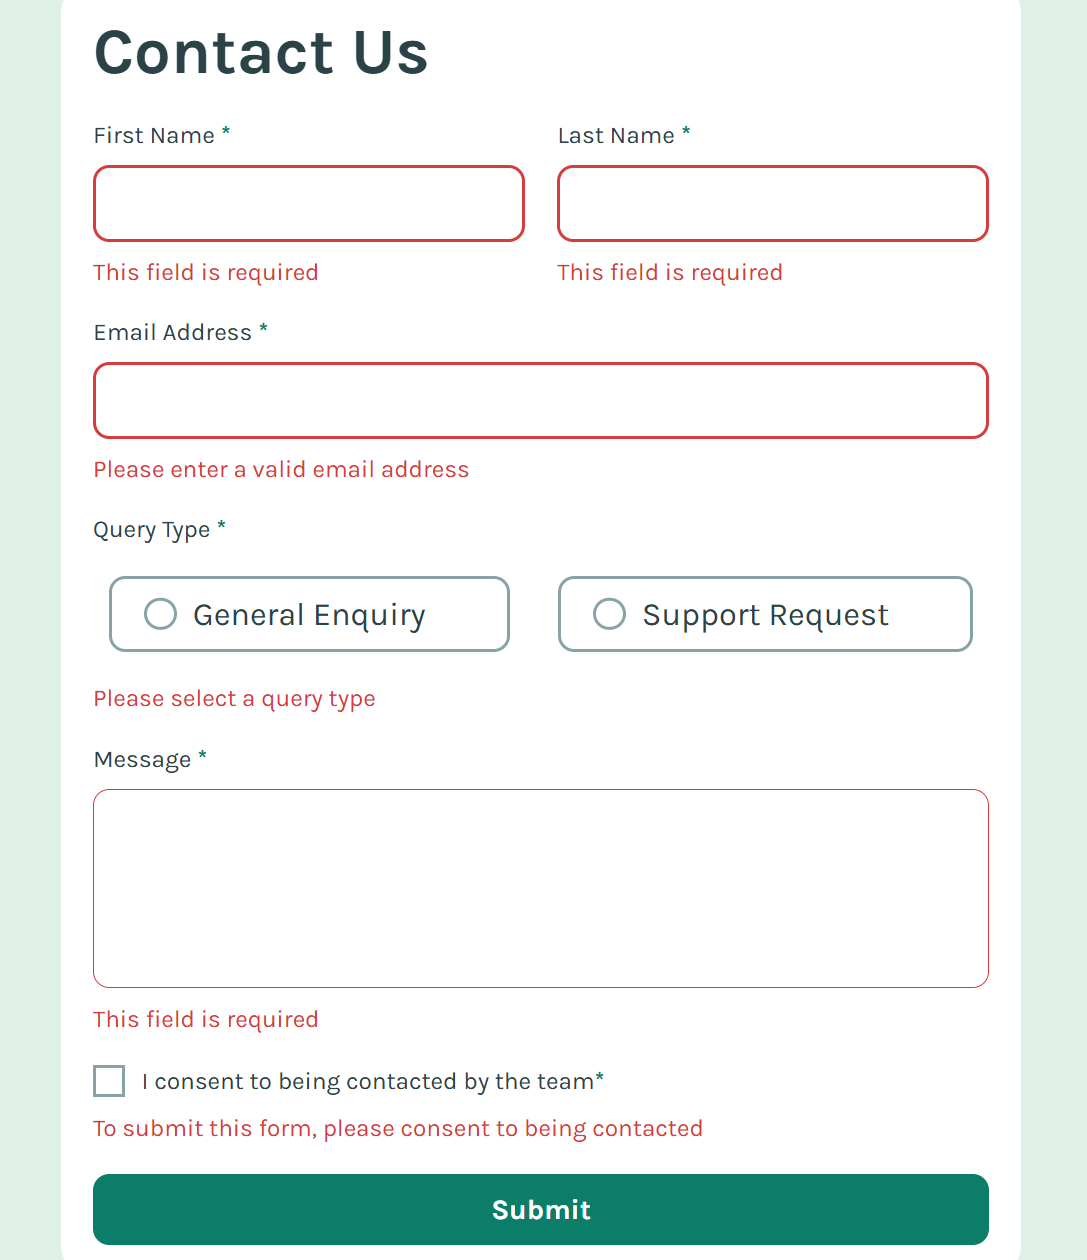 Contact Us
First Name *
Last Name *
This field is required
This field is required
Email Address *
Please enter a valid email address
Query Type *
General Enquiry
Support Request
Please select a query type
Message *
This field is required
I consent to being contacted by the team*
To submit this form, please consent to being contacted
Submit